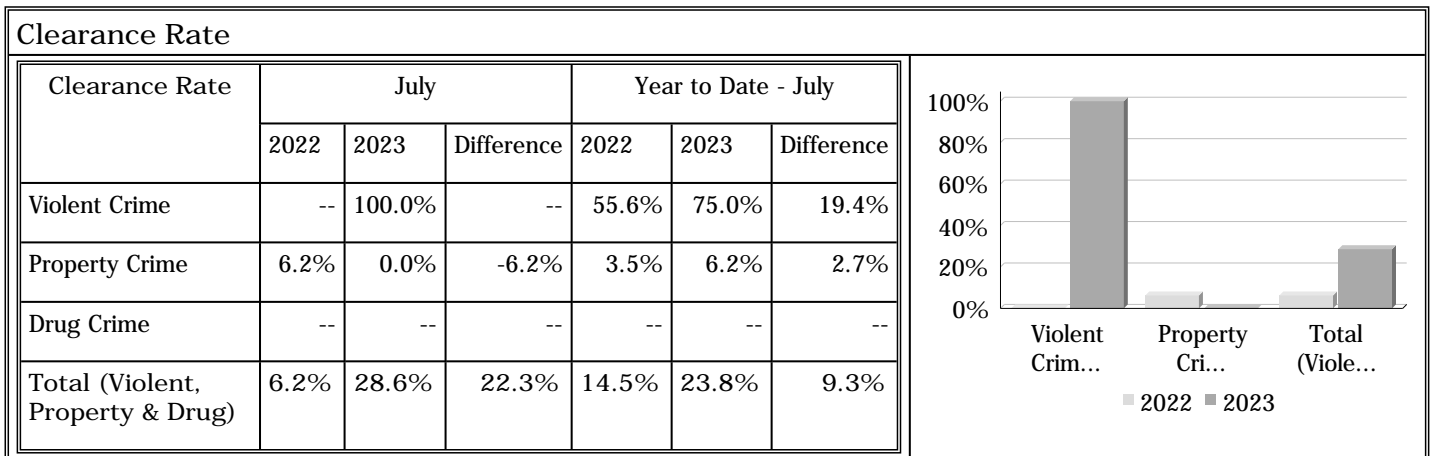 Clearance Rate
Clearance Rate July Year to Date - July
2022 2023 Difference 2022 2023 Difference
Violent Crime -- 100.0% -- 55.6% 75.0% 19.4%
Property Crime 6.2% 0.0% -6.2% 3.5% 6.2% 2.7%
Drug Crime -- -- -- -- -- --
Total (Violent, 6.2% 28.6% 22.3% 14.5% 23.8% 9.3%
Property & Drug)
100%
80%
60%
40%
20%
0%
Violent Property Total
Crim... Cri... (Viole...
2022 2023